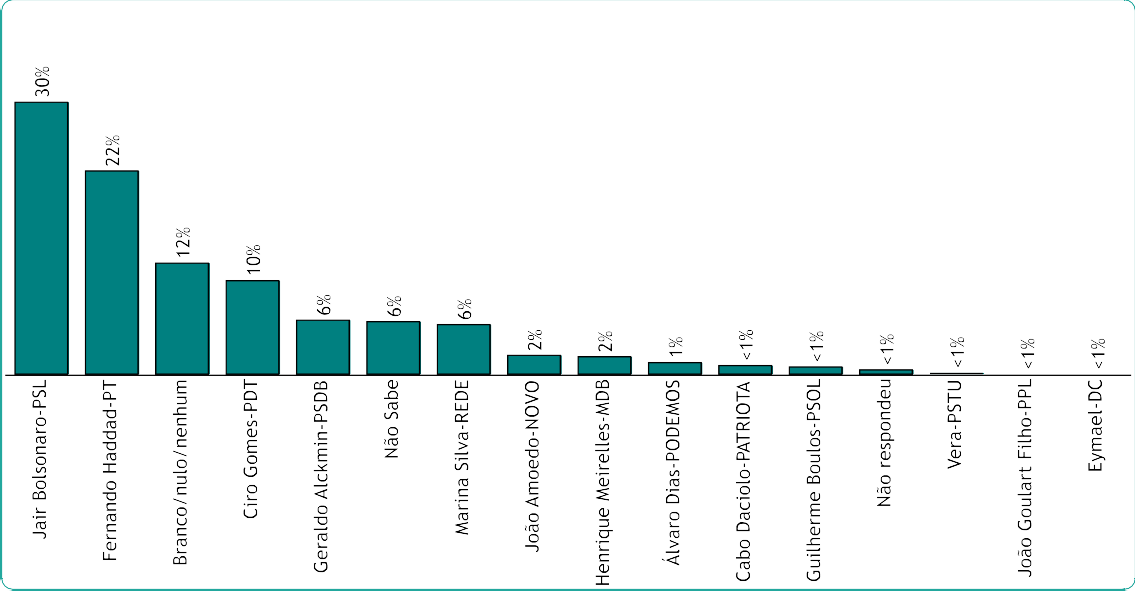 30%
22%
12%
10%
6%
6%
6%
2%
2%
1%
<1%
<1%
<1%
<1%
<1%
<1%
Jair Bolsonaro-PSL
Fernando Haddad-PT
Branco/nulo/nenhum
Ciro Gomes-PDT
Geraldo Alckmin-PSDB
Não Sabe
Marina Silva-REDE
João Amoedo-NOVO
Henrique Meirelles-MDB
Álvaro Dias-PODEMOS
Cabo Daciolo-PATRIOTA
Guilherme Boulos-PSOL
Não respondeu
Vera-PSTU
João Goulart Filho-PPL
Eymael-DC